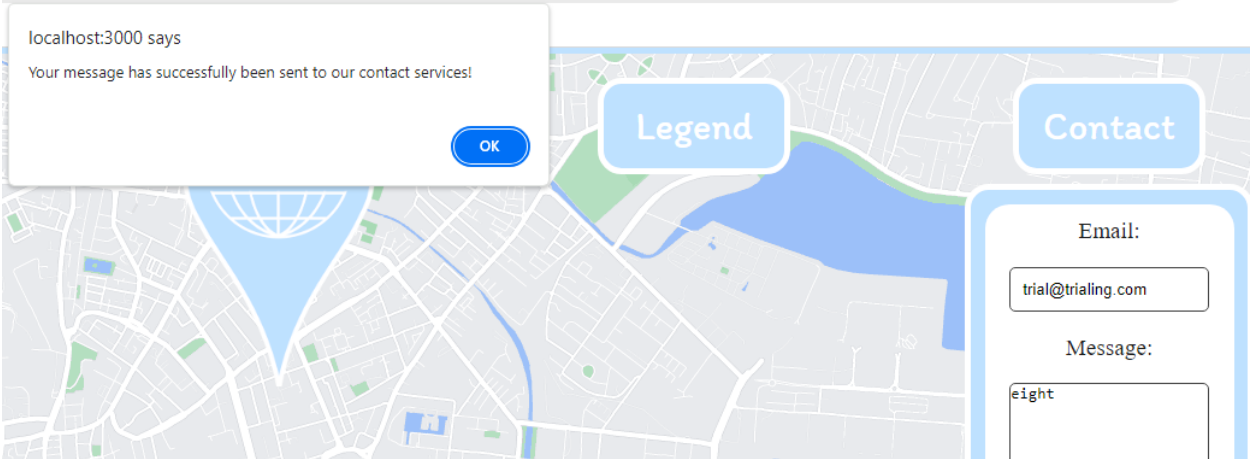 localhost:3000 says
Your message has successfully been sent to our contact services!
OK
Legend
Contact
Email:
trial@trialing.com
Message:
eight